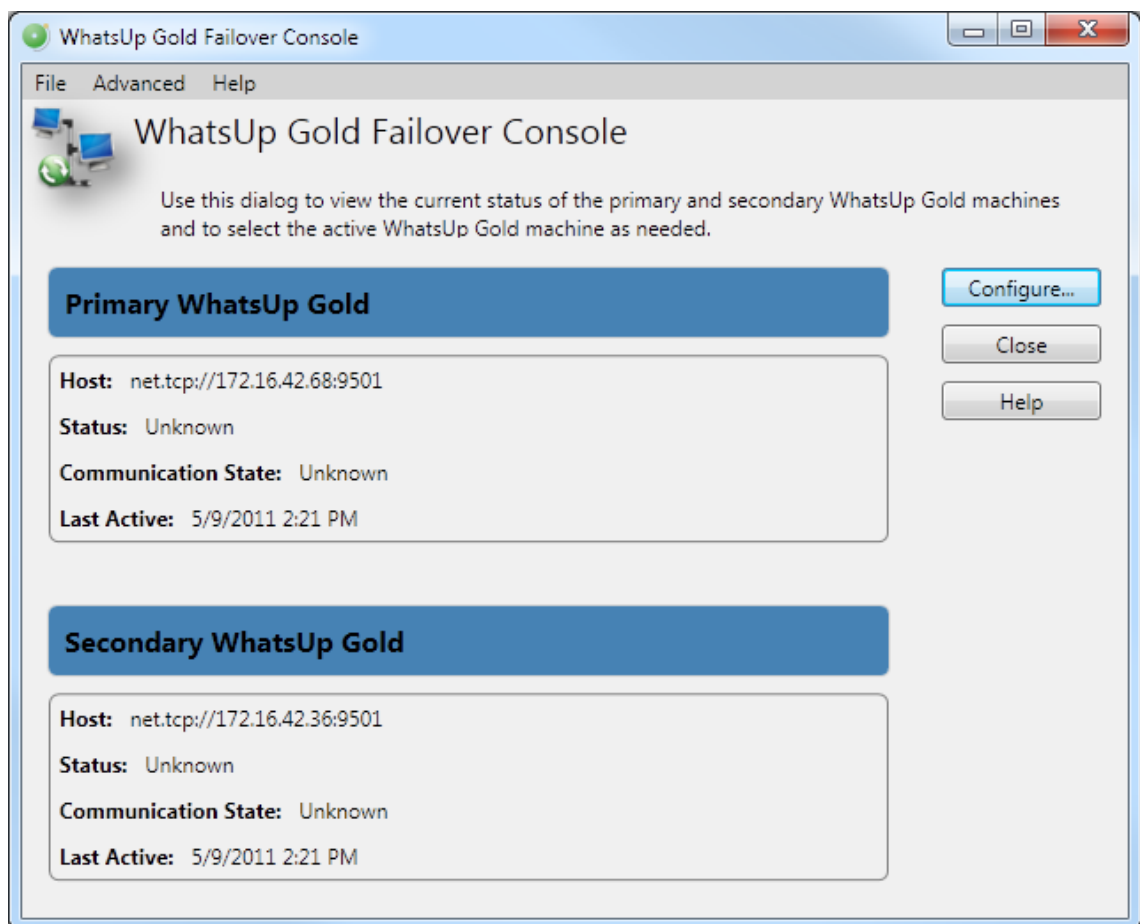 WhatsUp Gold Failover Console
File Advanced Help
WhatsUp Gold Failover Console
Use this dialog to view the current status of the primary and secondary WhatsUp Gold machines
and to select the active WhatsUp Gold machine as needed.
Primary WhatsUp Gold
Configure...
Close
Help
Host: net.tcp://172.16.42.68:9501
Status: Unknown
Communication State: Unknown
Last Active: 5/9/2011 2:21 PM
Secondary WhatsUp Gold
Host: net.tcp://172.16.42.36:9501
Status: Unknown
Communication State: Unknown
Last Active: 5/9/2011 2:21 PM